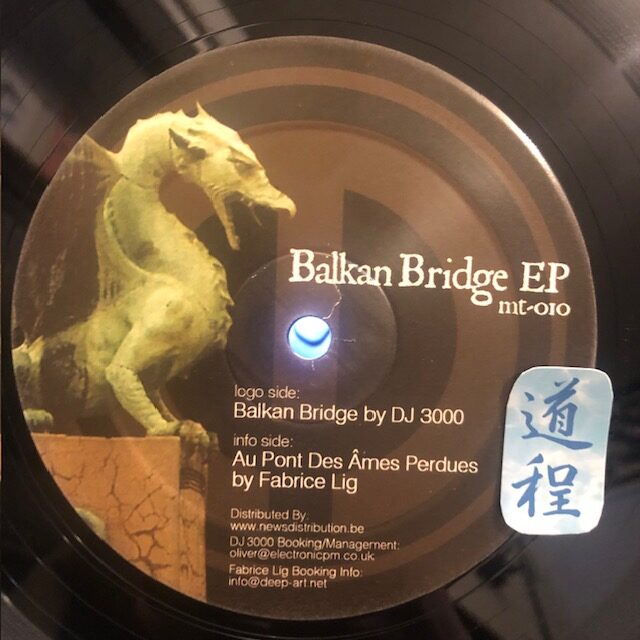 Balkan Bridge EP
mt-010
logo side:
Balkan Bridge by DJ 3000
info side:
Au Pont Des Âmes Perdues
by Fabrice Lig
Distributed By:
www.newsdistribution.be
DJ 3000 Booking/Management:
oliver@electronicpm.co.uk
Fabrice Lig Booking Info:
info@deep-art.net
道
程